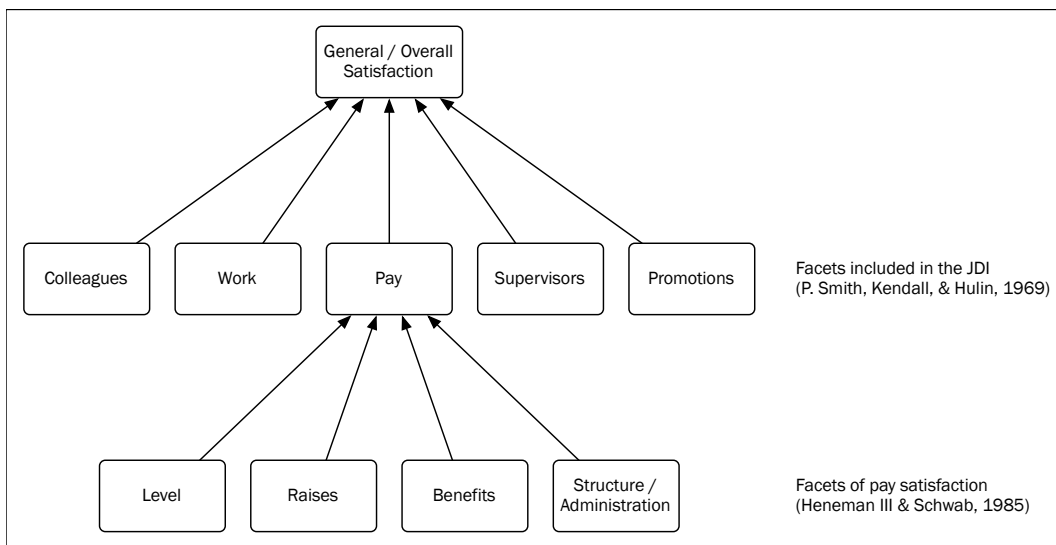 General / Overall
Satisfaction
Colleagues
Work
Pay
Supervisors
Promotions
Facets included in the JDI
(P. Smith, Kendall, & Hulin, 1969)
Level
Raises
Benefits
Structure /
Administration
Facets of pay satisfaction
(Heneman III & Schwab, 1985)